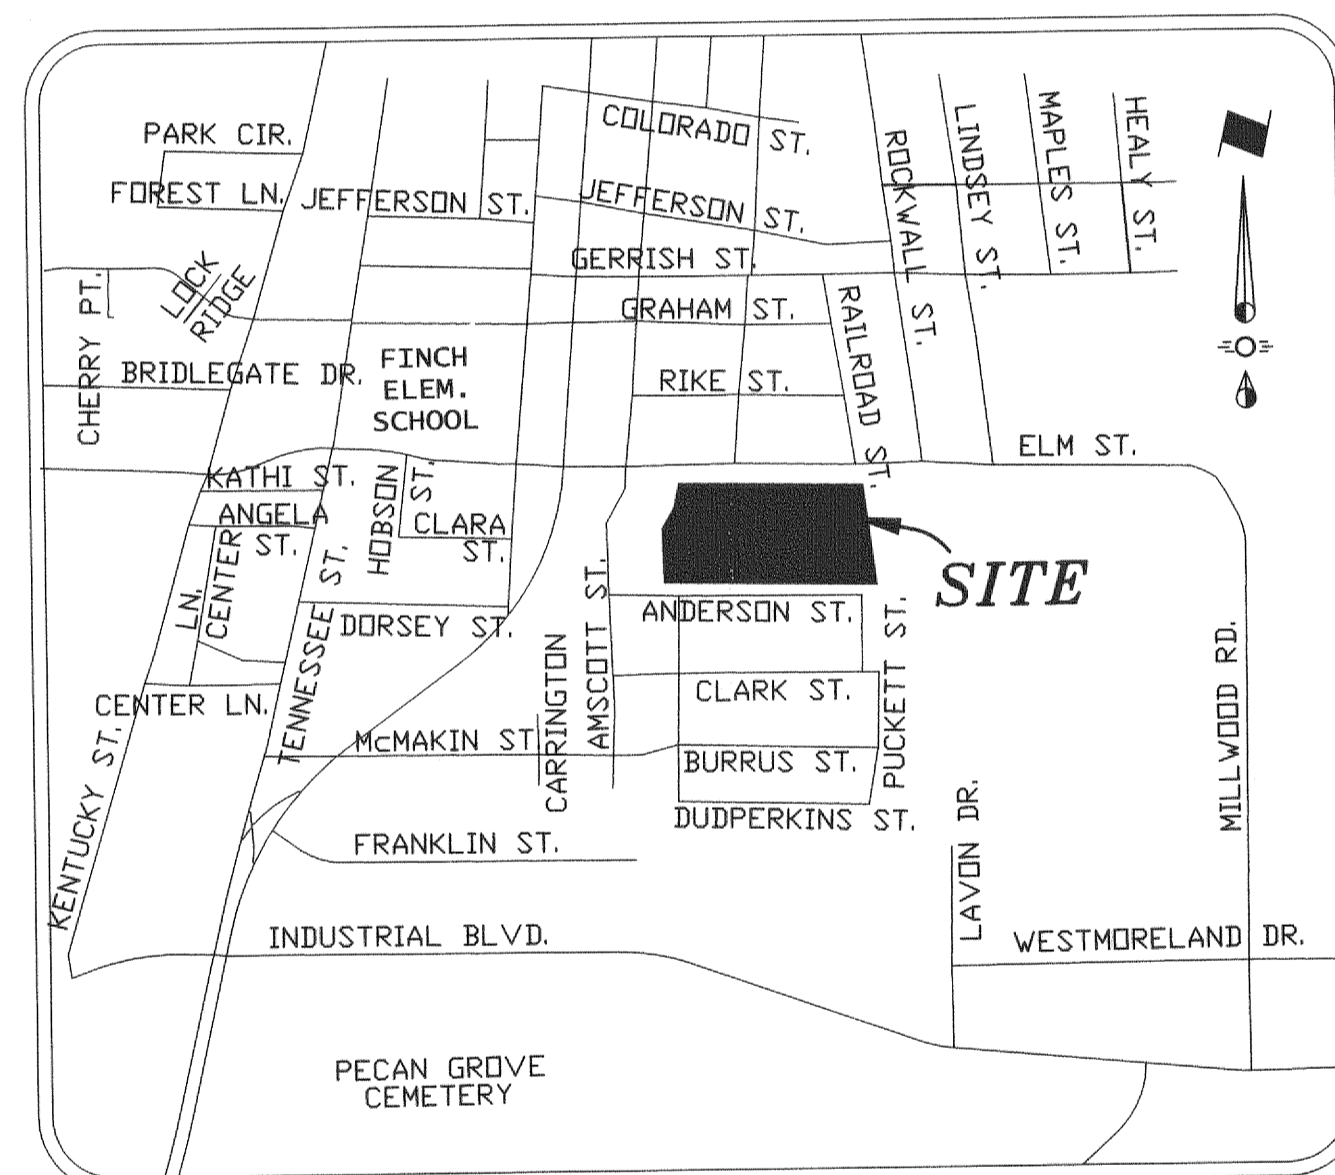 PARK CIR.
COLORADO ST.
ROCKWALL ST.
LINDSEY ST.
MAPLES ST.
HEALY ST.
N
FOREST LN.
JEFFERSON ST.
JEFFERSON ST.
GERRISH ST.
LOCK
RIDGE
CHERRY PT.
GRAHAM ST.
RAILROAD ST.
BRIDLEGATE DR.
FINCH
ELEM.
SCHOOL
RIKE ST.
ELM ST.
KATHI ST.
HOBSON
ST.
ANGELA
ST.
CLARA
ST.
SITE
CENTER
LN.
TENNESSEE ST.
DORSEY ST.
CARRINGTON
AMSCOTT ST.
ANDERSON ST.
PUCKETT ST.
MILLWOOD RD.
CLARK ST.
CENTER LN.
KENTUCKY ST.
McMAKIN ST
BURRUS ST.
DUDPERKINS ST.
LAVON DR.
FRANKLIN ST.
INDUSTRIAL BLVD.
WESTMORELAND DR.
PECAN GROVE
CEMETERY